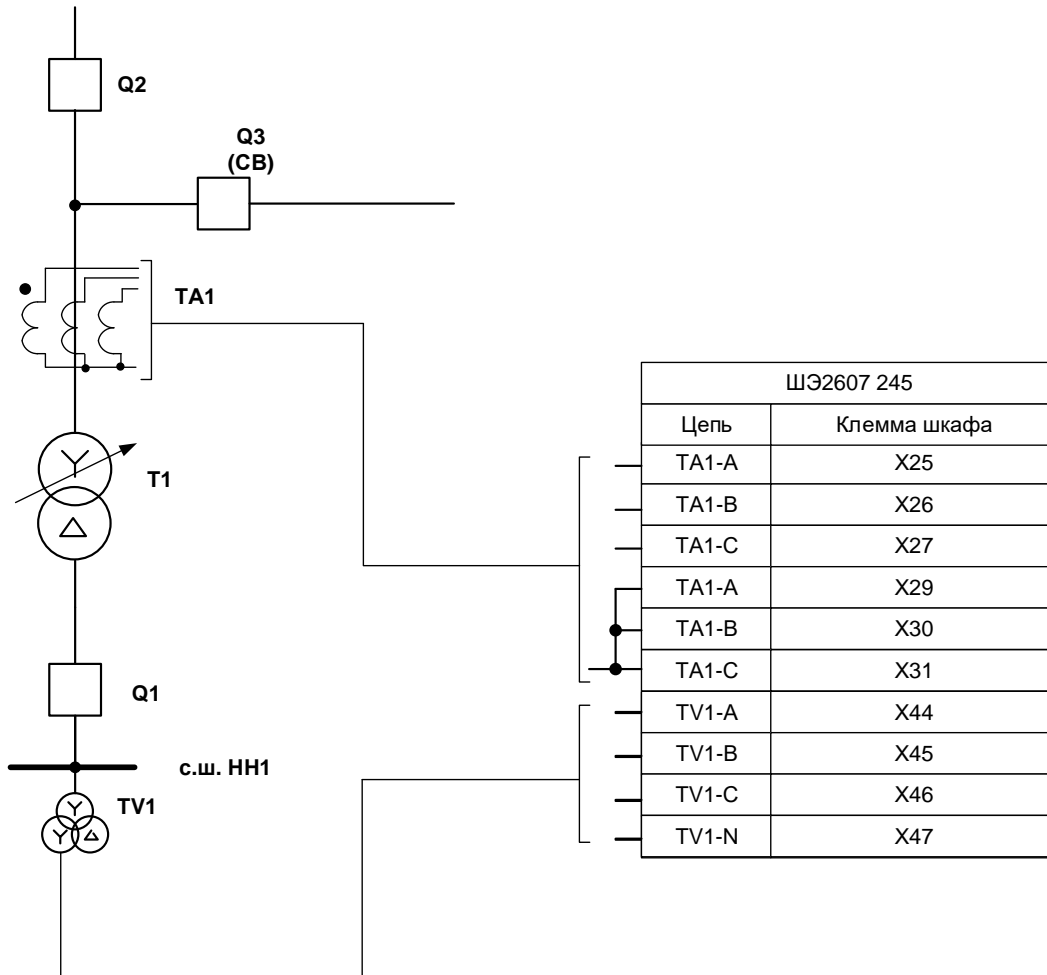 Q2
Q3
(СВ)
TA1
T1
Q1
с.ш. НН1
TV1
ШЭ2607 245
Цепь Клемма шкафа
TA1-A X25
TA1-B X26
TA1-C X27
TA1-A X29
TA1-B X30
TA1-C X31
TV1-A X44
TV1-B X45
TV1-C X46
TV1-N X47